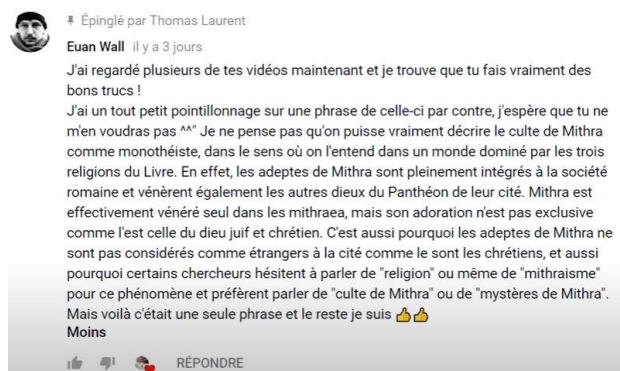 Épinglé par Thomas Laurent
Euan Wall il y a 3 jours
J'ai regardé plusieurs de tes vidéos maintenant et je trouve que tu fais vraiment des
bons trucs !
J'ai un tout petit pointillonnage sur une phrase de celle-ci par contre, j'espère que tu ne
m'en voudras pas ^^" Je ne pense pas qu'on puisse vraiment décrire le culte de Mithra
comme monothéiste, dans le sens où on l'entend dans un monde dominé par les trois
religions du Livre. En effet, les adeptes de Mithra sont pleinement intégrés à la société
romaine et vénèrent également les autres dieux du Panthéon de leur cité. Mithra est
effectivement vénéré seul dans les mithraea, mais son adoration n'est pas exclusive
comme l'est celle du dieu juif et chrétien. C'est aussi pourquoi les adeptes de Mithra ne
sont pas considérés comme étrangers à la cité comme le sont les chrétiens, et aussi
pourquoi certains chercheurs hésitent à parler de "religion" ou même de "mithraisme"
pour ce phénomène et préfèrent parler de "culte de Mithra" ou de "mystères de Mithra".
Mais voilà c'était une seule phrase et le reste je suis 👍👍
Moins
RÉPONDRE